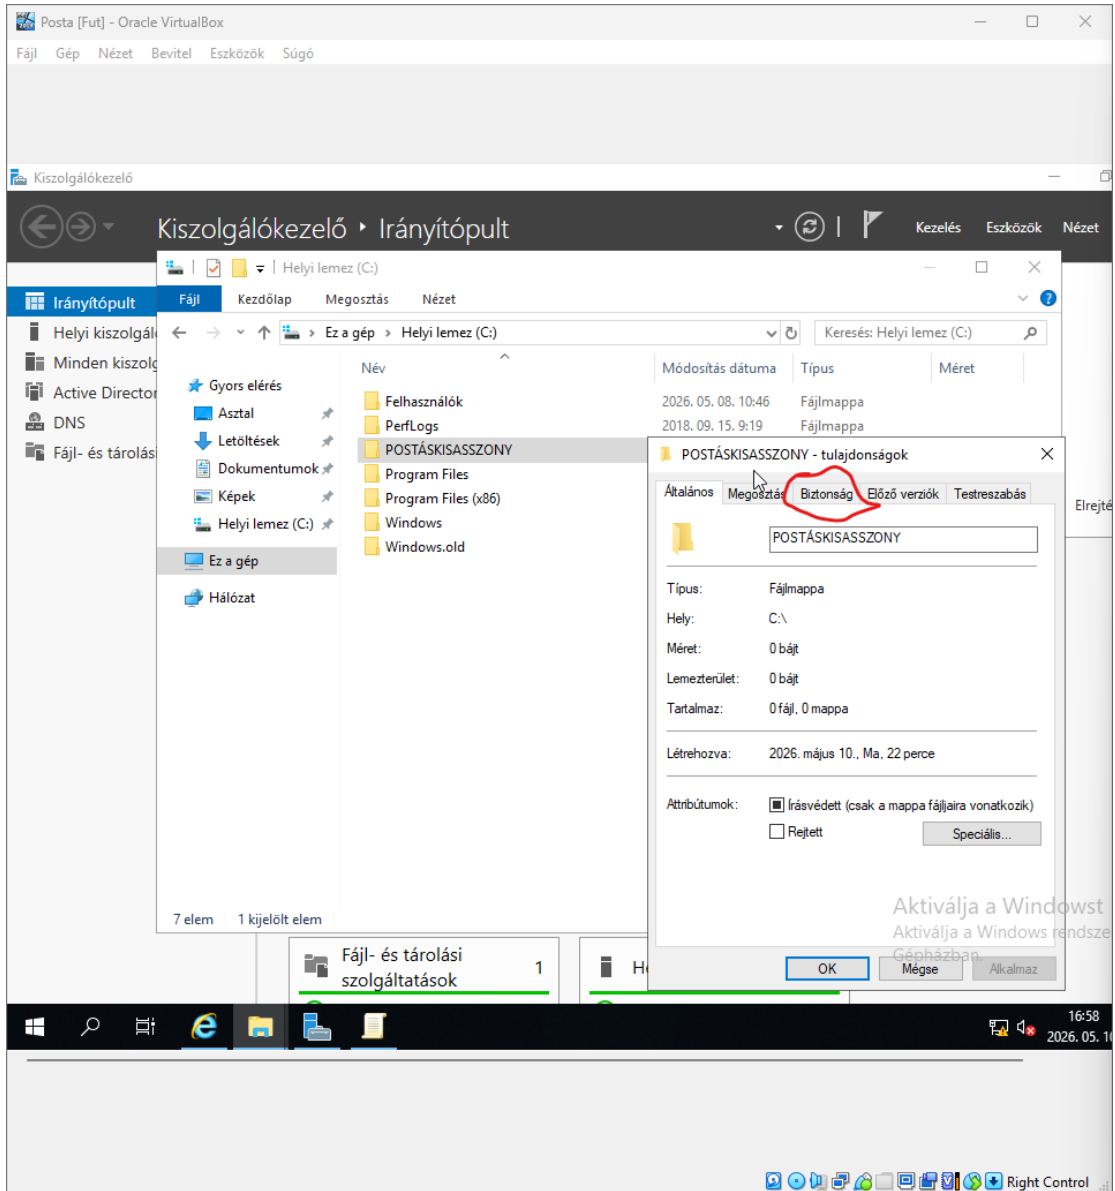 Posta [Fut] - Oracle VirtualBox
Fájl Gép Nézet Bevitel Eszközök Súgó
Kiszolgálókezelő
Kiszolgálókezelő Irányítópult
Kezelés Eszközök Nézet
Helyi lemez (C:)
Fájl Kezdőlap Megosztás Nézet
Ez a gép Helyi lemez (C:)
Keresés: Helyi lemez (C:)
Irányítópult
Helyi kiszolgáló
Minden kiszolg
Active Director
DNS
Fájl- és tárolási
Gyors elérés
Asztal
Letöltések
Dokumentumok
Képek
Helyi lemez (C:)
Ez a gép
Hálózat
Név Módosítás dátuma Típus Méret
Felhasználók 2026. 05. 08. 10:46 Fájlmappa
PerfLogs 2018. 09. 15. 9:19 Fájlmappa
POSTÁSKISASSZONY
Program Files
Program Files (x86)
Windows
Windows.old
7 elem 1 kijelölt elem
POSTÁSKISASSZONY - tulajdonságok
Általános Megosztás Biztonság Előző verziók Testreszabás
POSTÁSKISASSZONY
Típus: Fájlmappa
Hely: C:\
Méret: 0 bájt
Lemezterület: 0 bájt
Tartalmaz: 0 fájl, 0 mappa
Létrehozva: 2026. május 10., Ma, 22 perce
Attribútumok: Írásvédett (csak a mappa fájljaira vonatkozik)
Rejtett
Speciális...
OK Mégse Alkalmaz
Elrejté
Aktiválja a Windowst
Aktiválja a Windows rendsze
Gépházban.
Fájl- és tárolási
szolgáltatások
1
He
16:58
2026. 05. 10
Right Control